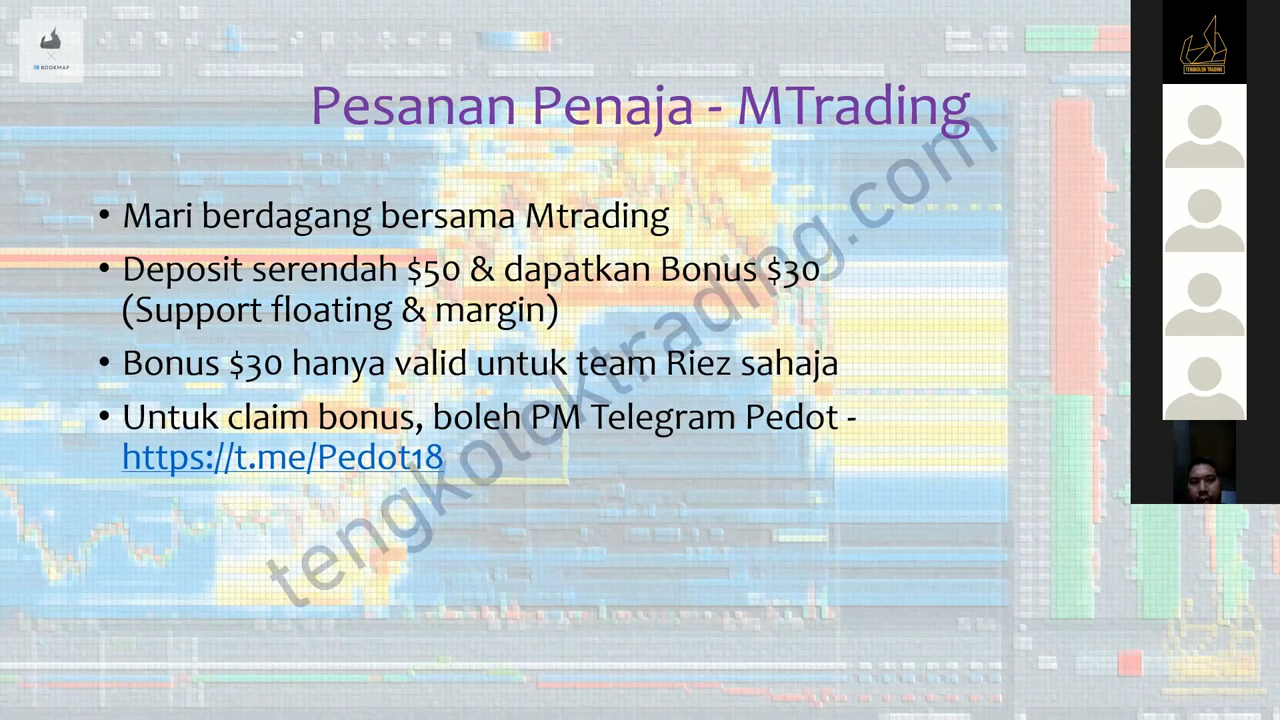 BOOKMAP
Pesanan Penaja - MTrading
• Mari berdagang bersama Mtrading
• Deposit serendah $50 & dapatkan Bonus $30
(Support floating & margin)
• Bonus $30 hanya valid untuk team Riez sahaja
• Untuk claim bonus, boleh PM Telegram Pedot -
https://t.me/Pedot18
tengkoloktrading.com
TENGKOLOK TRADING